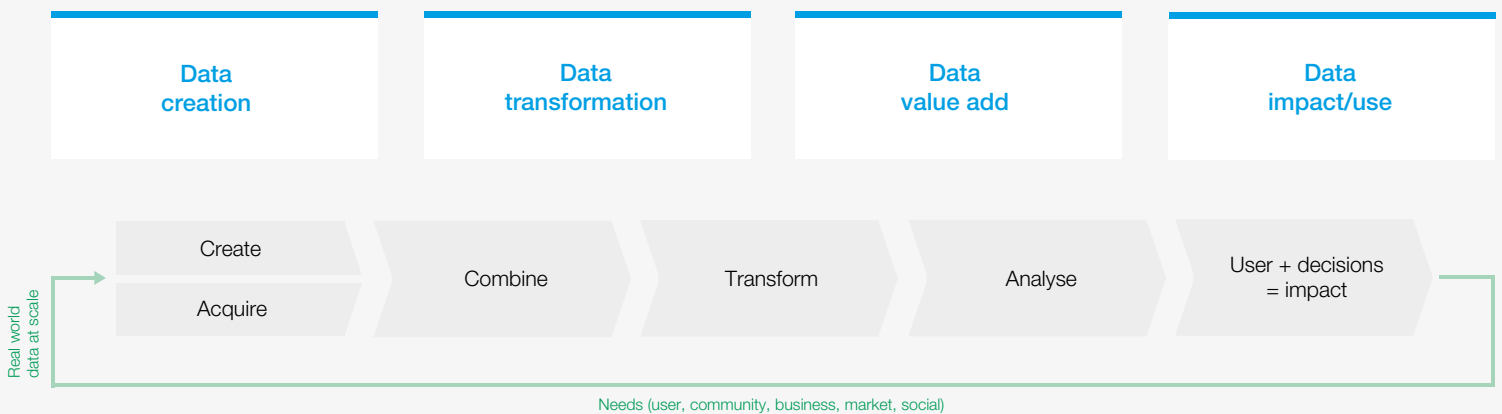 Data
creation
Data
transformation
Data
value add
Data
impact/use
Create
Acquire
Combine
Transform
Analyse
User + decisions
= impact
Real world
data at scale
Needs (user, community, business, market, social)